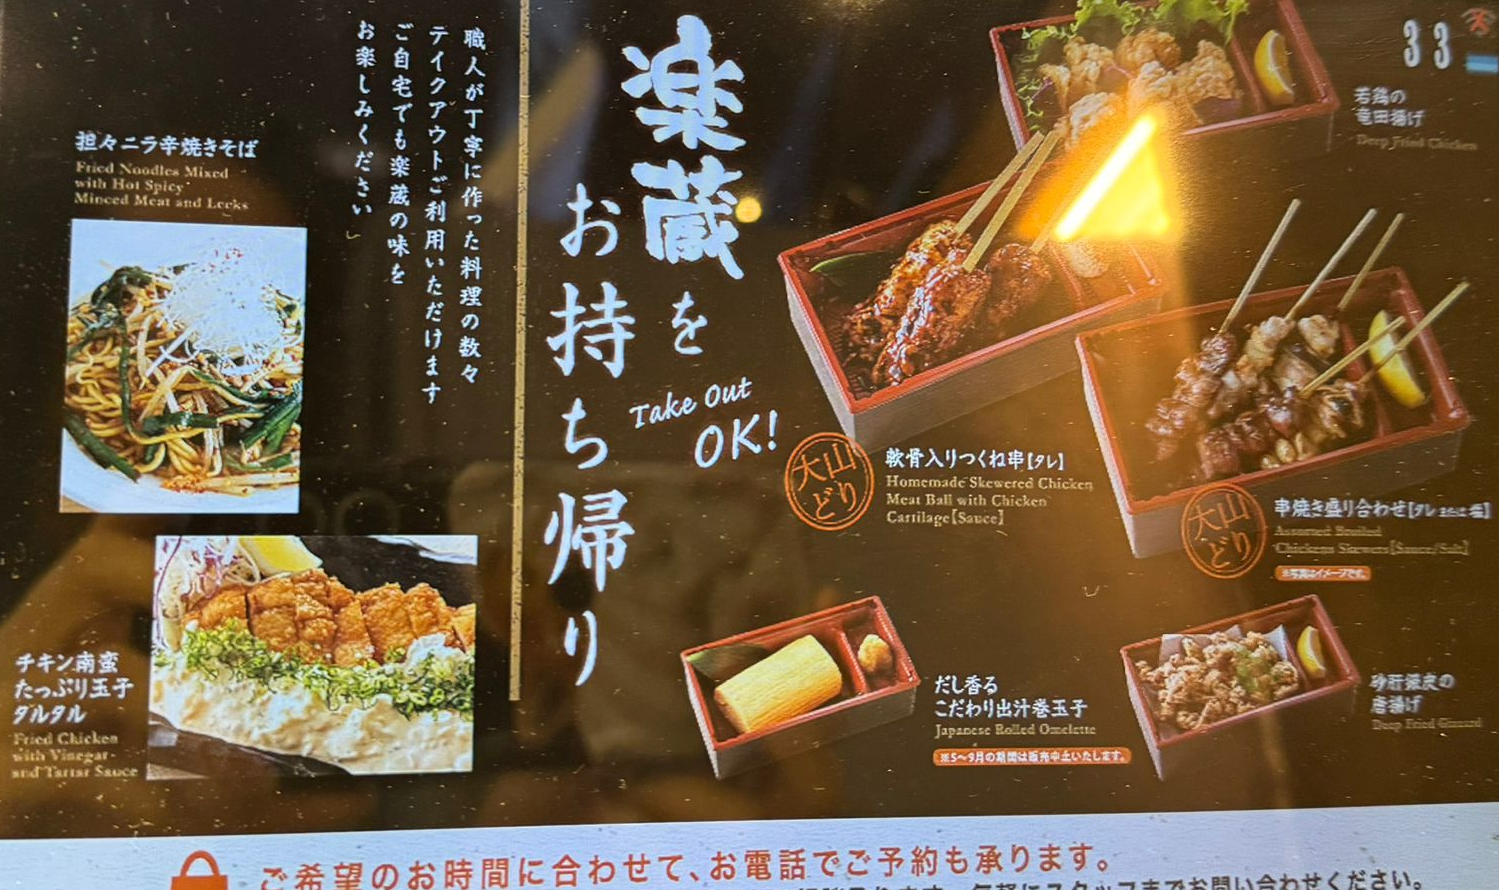 33
楽蔵を
お持ち帰り
Take Out
OK!
職人が丁寧に作った料理の数々
テイクアウトご利用いただけます
ご自宅でも楽蔵の味を
お楽しみください
担々ニラ辛焼きそば
Fried Noodles Mixed
with Hot Spicy
Minced Meat and Leeks
チキン南蛮
たっぷり玉子
タルタル
Fried Chicken
with Vinegar
and Tartar Sauce
若鶏の
竜田揚げ
Deep Fried Chicken
大山
どり
軟骨入りつくね串【タレ】
Homemade Skewered Chicken
Meat Ball with Chicken
Cartilage【Sauce】
大山
どり
串焼き盛り合わせ【タレまたは塩】
Assorted Broiled
Chickens Skewers【Sauce/Salt】
※写真はイメージです。
だし香る
こだわり出汁巻玉子
Japanese Rolled Omelette
※5〜9月の期間は販売中止いたします。
砂肝銀皮の
唐揚げ
Deep Fried Gizzard
ご希望のお時間に合わせて、お電話でご予約も承ります。
気軽にスタッフまでお問い合わせください。